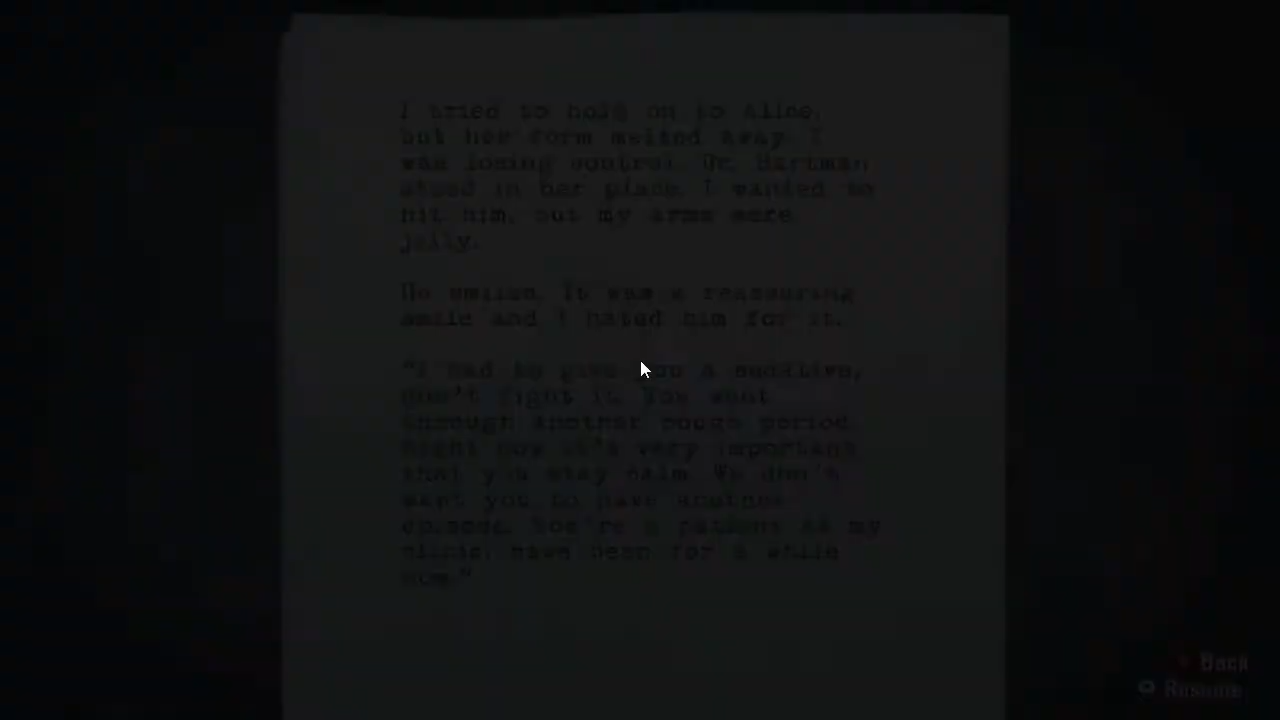 I tried to hold on to Alice,
but her form melted away. I
was losing control. Dr. Hartman
stood in her place. I wanted to
hit him, but my arms were
jelly.
He smiled. It was a reassuring
smile and I hated him for it.
"I had to give you a sedative,
don't fight it. You went
through another rough period.
Right now it's very important
that you stay calm. We don't
want you to have another
episode. You're a patient at my
clinic, have been for a while
now."
Back
Resume